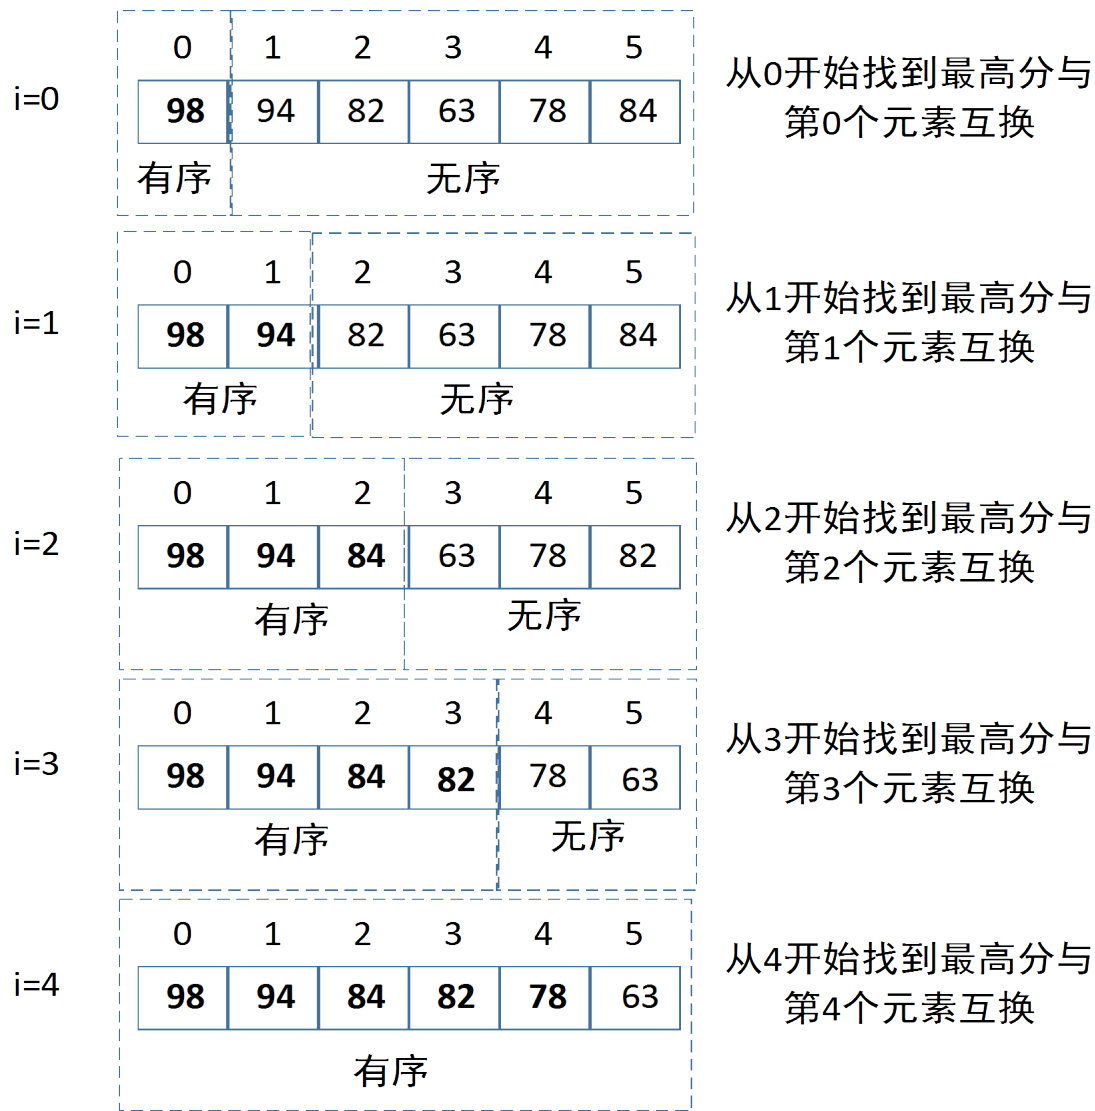 0 1 2 3 4 5
i=0 98 94 82 63 78 84 从0开始找到最高分与
第0个元素互换
有序 无序
0 1 2 3 4 5
i=1 98 94 82 63 78 84 从1开始找到最高分与
第1个元素互换
有序 无序
0 1 2 3 4 5
i=2 98 94 84 63 78 82 从2开始找到最高分与
第2个元素互换
有序 无序
0 1 2 3 4 5
i=3 98 94 84 82 78 63 从3开始找到最高分与
第3个元素互换
有序 无序
0 1 2 3 4 5
i=4 98 94 84 82 78 63 从4开始找到最高分与
第4个元素互换
有序